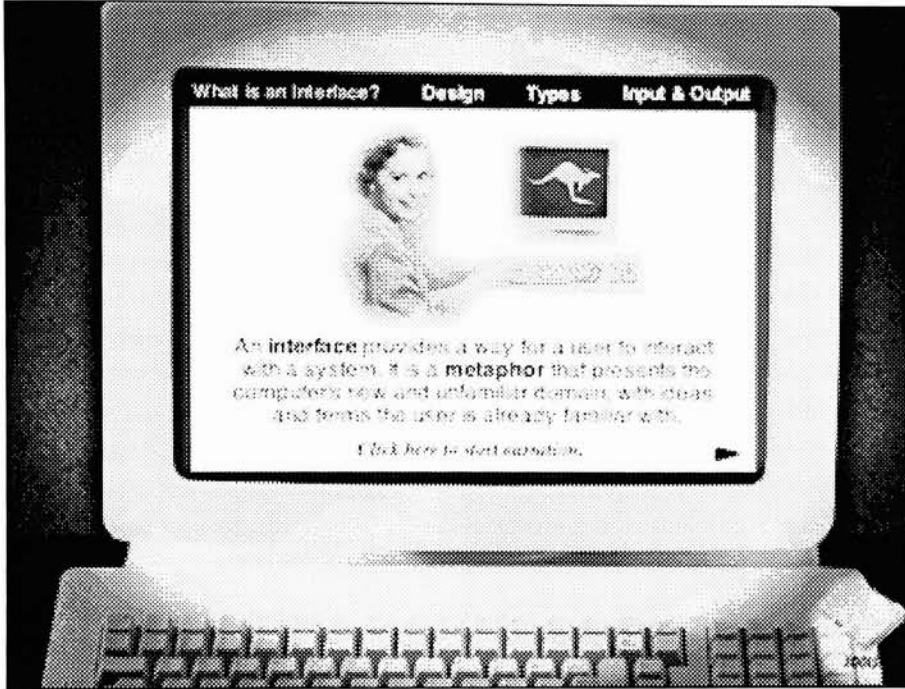 What is an Interface? Design Types Input & Output
An interface provides a way for a user to interact
with a system. It is a metaphor that presents the
computer's new and unfamiliar domain, with ideas
and terms the user is already familiar with.
Click here to start narration.